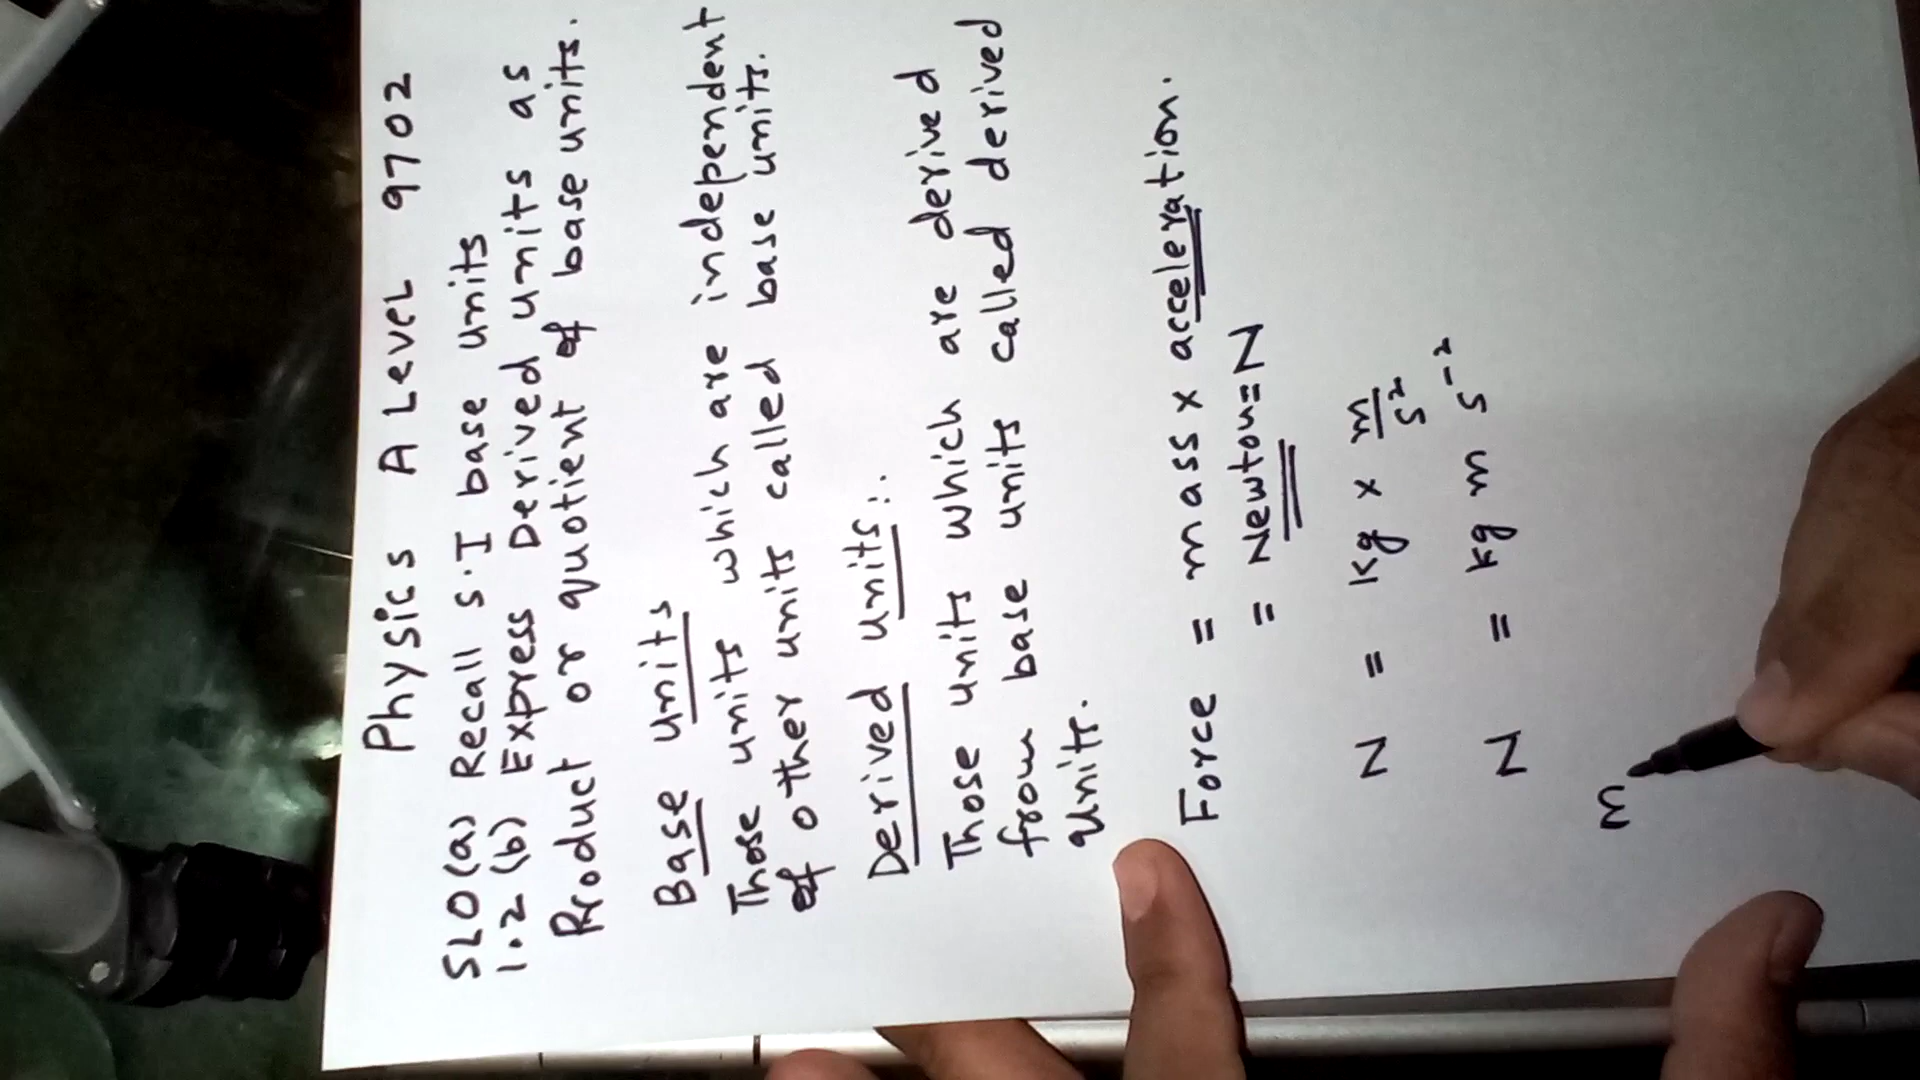 Physics A Level 9702
SLO(a) Recall S.I base units
1.2(b) Express Derived units as
Product or quotient of base units.
Base units
Those units which are independent
of other units called base units.
Derived units:.
Those units which are derived
from base units called derived
units.
Force = mass x acceleration.
= Newton = N
N = kg x m/s²
N = kg m s⁻²
m